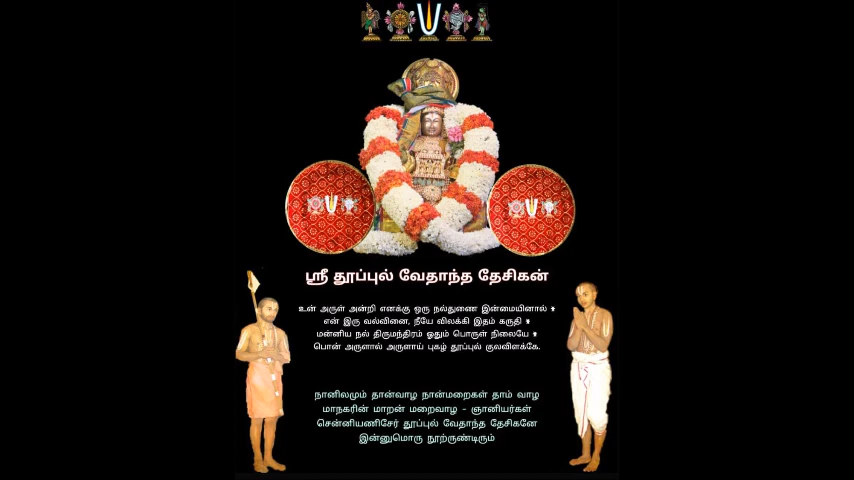 ஸ்ரீ தூப்புல் வேதாந்த தேசிகன்
உன் அருள் அன்றி எனக்கு ஒரு நல்துணை இன்மையினால் *
என் இரு வல்வினை, நீயே விலக்கி இதம் கருதி *
மன்னிய நல் திருமந்திரம் ஓதும் பொருள் நிலையே *
பொன் அருளால் அருளாய் புகழ் தூப்புல் குலவிளக்கே.
நானிலமும் தான்வாழ நான்மறைகள் தாம் வாழ
மாநகரின் மாறன் மறைவாழ - ஞானியர்கள்
சென்னியணிசேர் தூப்புல் வேதாந்த தேசிகனே
இன்னுமொரு நூற்ருண்டிரும்